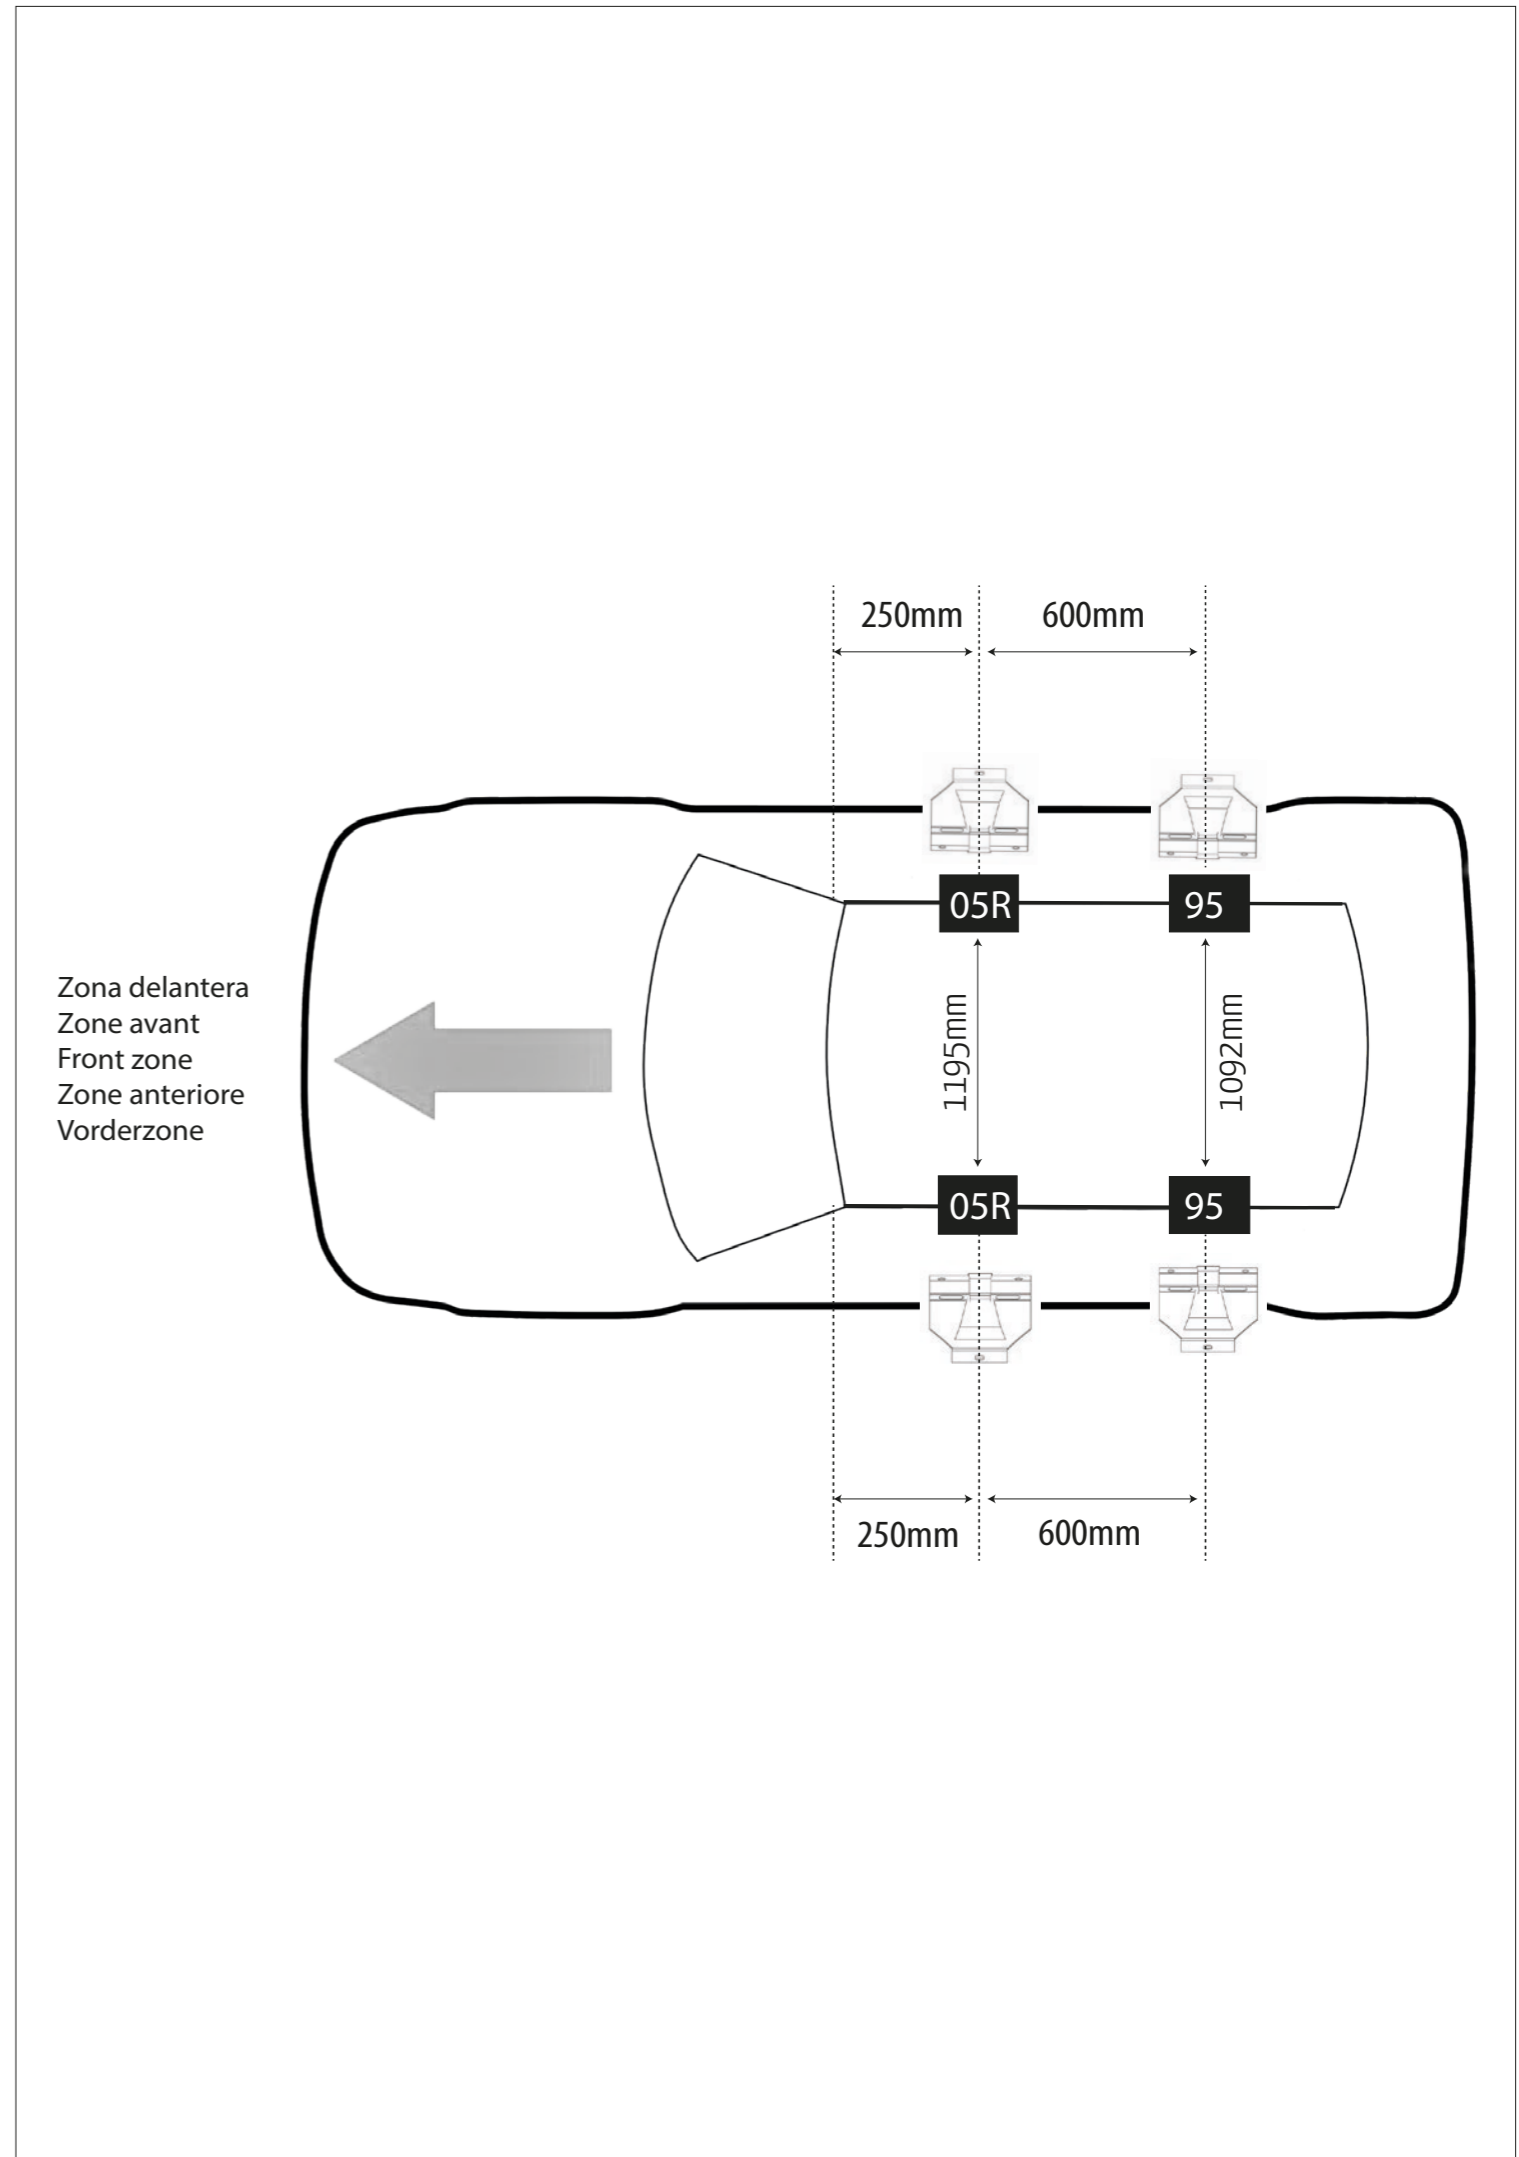 250mm 600mm
05R 95
Zona delantera
Zone avant
Front zone
Zone anteriore
Vorderzone
1195mm 1092mm
05R 95
250mm 600mm